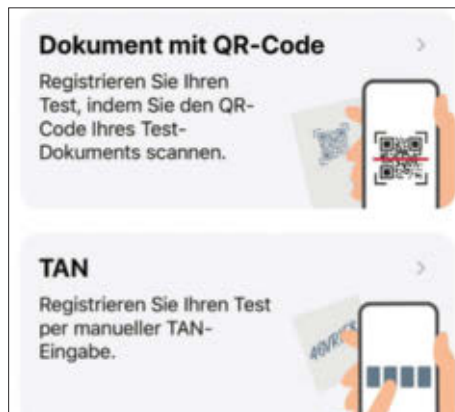 Dokument mit QR-Code
Registrieren Sie Ihren
Test, indem Sie den QR-
Code Ihres Test-
Dokuments scannen.
TAN
Registrieren Sie Ihren Test
per manueller TAN-
Eingabe.